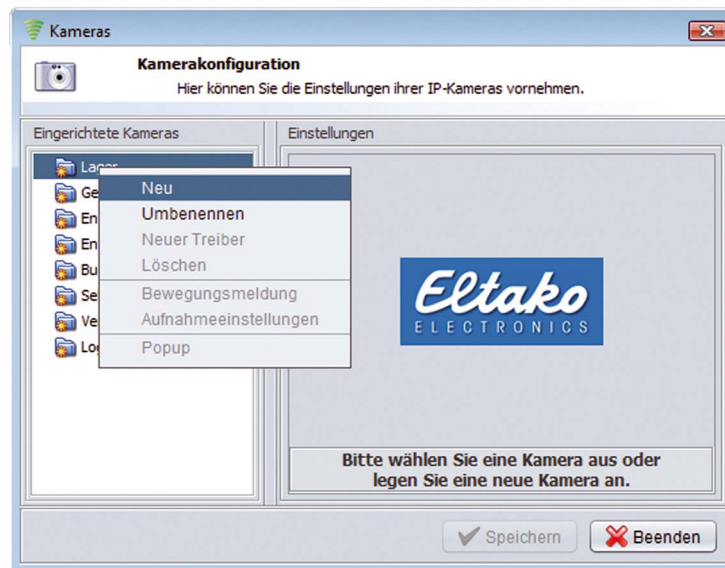 Kameras
Kamerakonfiguration
Hier können Sie die Einstellungen ihrer IP-Kameras vornehmen.
Eingerichtete Kameras
Einstellungen
Lager
Neu
Umbenennen
Neuer Treiber
Löschen
Bewegungsmeldung
Aufnahmeeinstellungen
Popup
Eltako
ELECTRONICS
Bitte wählen Sie eine Kamera aus oder
legen Sie eine neue Kamera an.
Speichern
Beenden